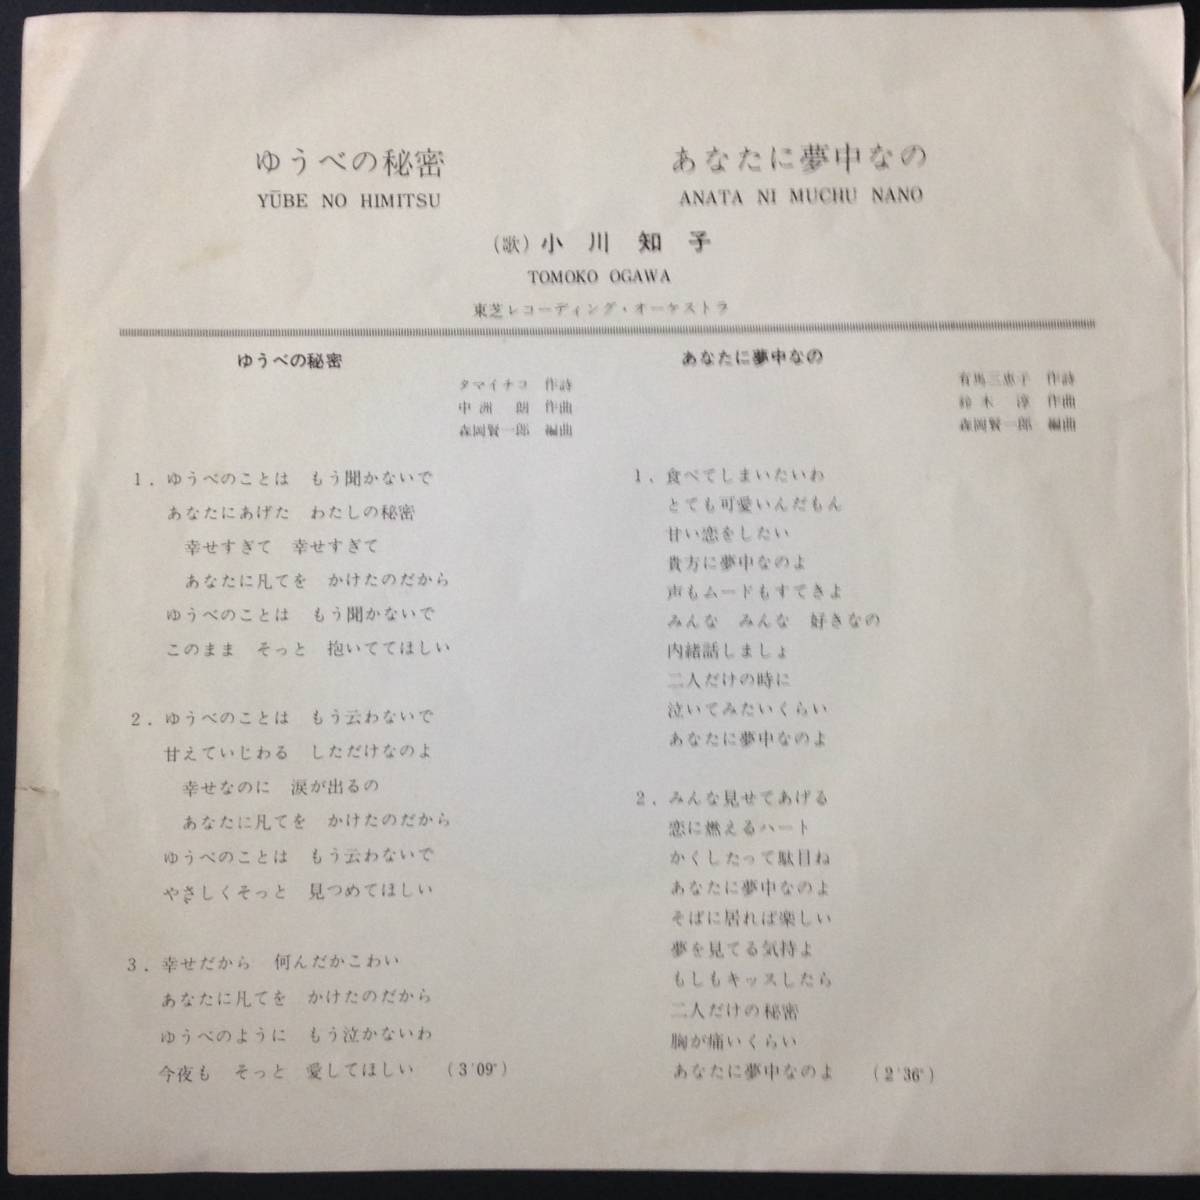 ゆうべの秘密
YŪBE NO HIMITSU
あなたに夢中なの
ANATA NI MUCHU NANO
(歌) 小川 知子
TOMOKO OGAWA
東芝レコーディング・オーケストラ
ゆうべの秘密
タマイチコ 作詩
中洲 朗 作曲
森岡賢一郎 編曲
1. ゆうべのことは もう聞かないで
あなたにあげた わたしの秘密
幸せすぎて 幸せすぎて
あなたに凡てを かけたのだから
ゆうべのことは もう聞かないで
このまま そっと 抱いててほしい
2. ゆうべのことは もう云わないで
甘えていじわる しただけなのよ
幸せなのに 涙が出るの
あなたに凡てを かけたのだから
ゆうべのことは もう云わないで
やさしくそっと 見つめてほしい
3. 幸せだから 何んだかこわい
あなたに凡てを かけたのだから
ゆうべのように もう泣かないわ
今夜も そっと 愛してほしい (3'09")
あなたに夢中なの
有馬三恵子 作詩
鈴木 淳 作曲
森岡賢一郎 編曲
1. 食べてしまいたいわ
とても可愛いんだもん
甘い恋をしたい
貴方に夢中なのよ
声もムードもすてきよ
みんな みんな 好きなの
内緒話しましょ
二人だけの時に
泣いてみたいくらい
あなたに夢中なのよ
2. みんな見せてあげる
恋に燃えるハート
かくしたって駄目ね
あなたに夢中なのよ
そばに居れば楽しい
夢を見てる気持よ
もしもキッスしたら
二人だけの秘密
胸が痛いくらい
あなたに夢中なのよ (2'36")